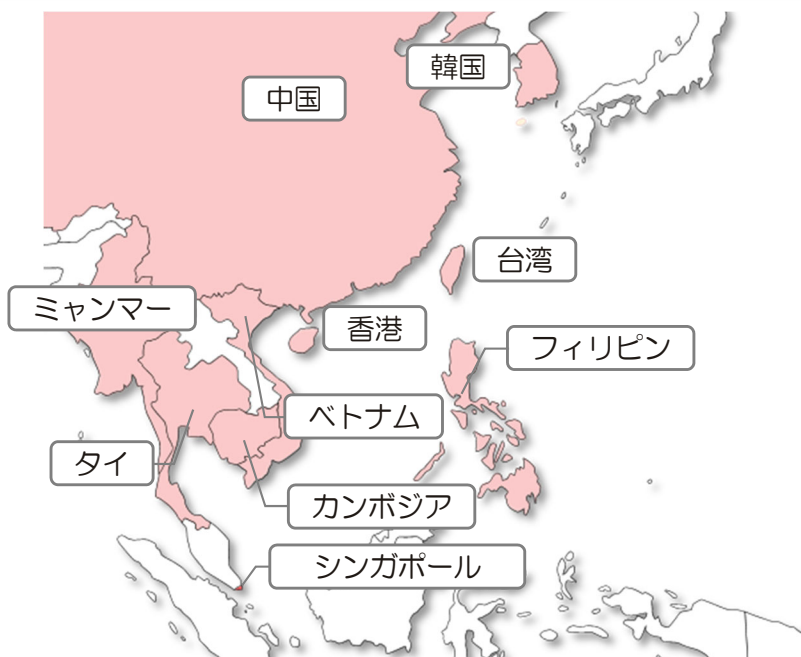 韓国
中国
台湾
ミャンマー
香港
フィリピン
ベトナム
タイ
カンボジア
シンガポール